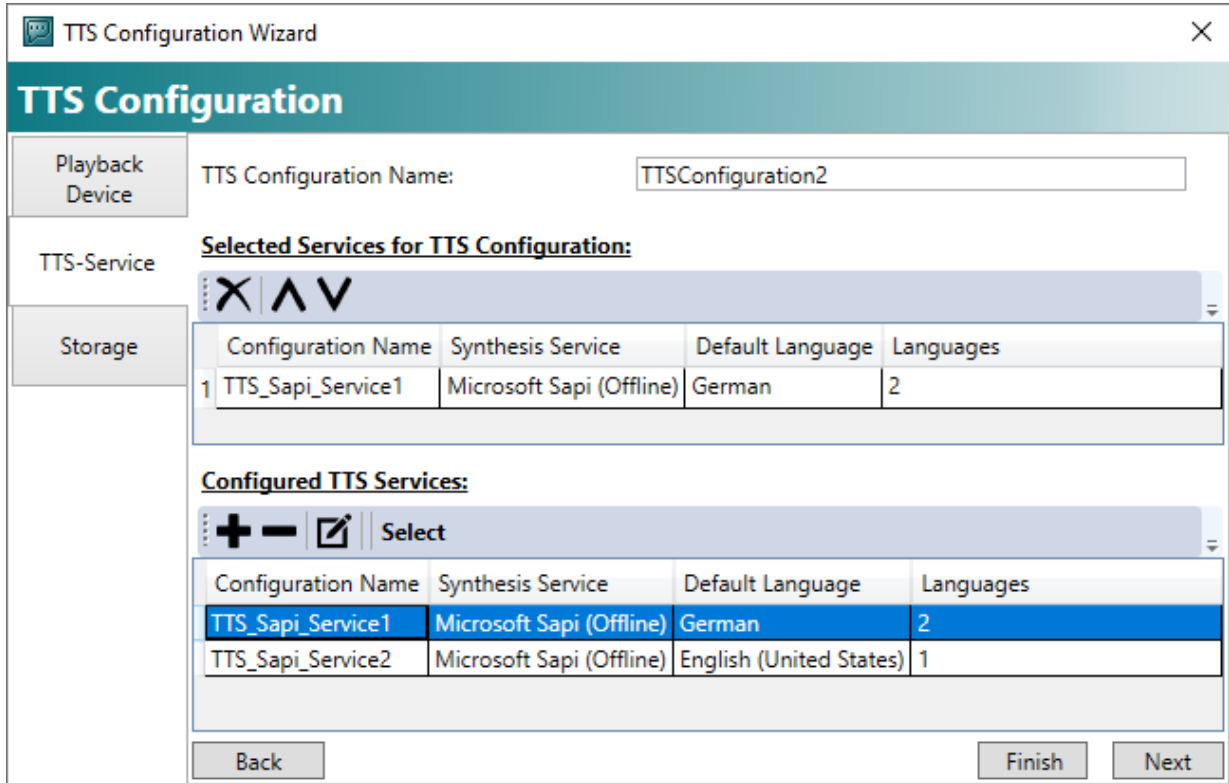 TTS Configuration Wizard
TTS Configuration
Playback
Device
TTS-Service
Storage
TTS Configuration Name: TTSConfiguration2
Selected Services for TTS Configuration:
Configuration Name Synthesis Service Default Language Languages
1 TTS_Sapi_Service1 Microsoft Sapi (Offline) German 2
Configured TTS Services:
Select
Configuration Name Synthesis Service Default Language Languages
TTS_Sapi_Service1 Microsoft Sapi (Offline) German 2
TTS_Sapi_Service2 Microsoft Sapi (Offline) English (United States) 1
Back Finish Next